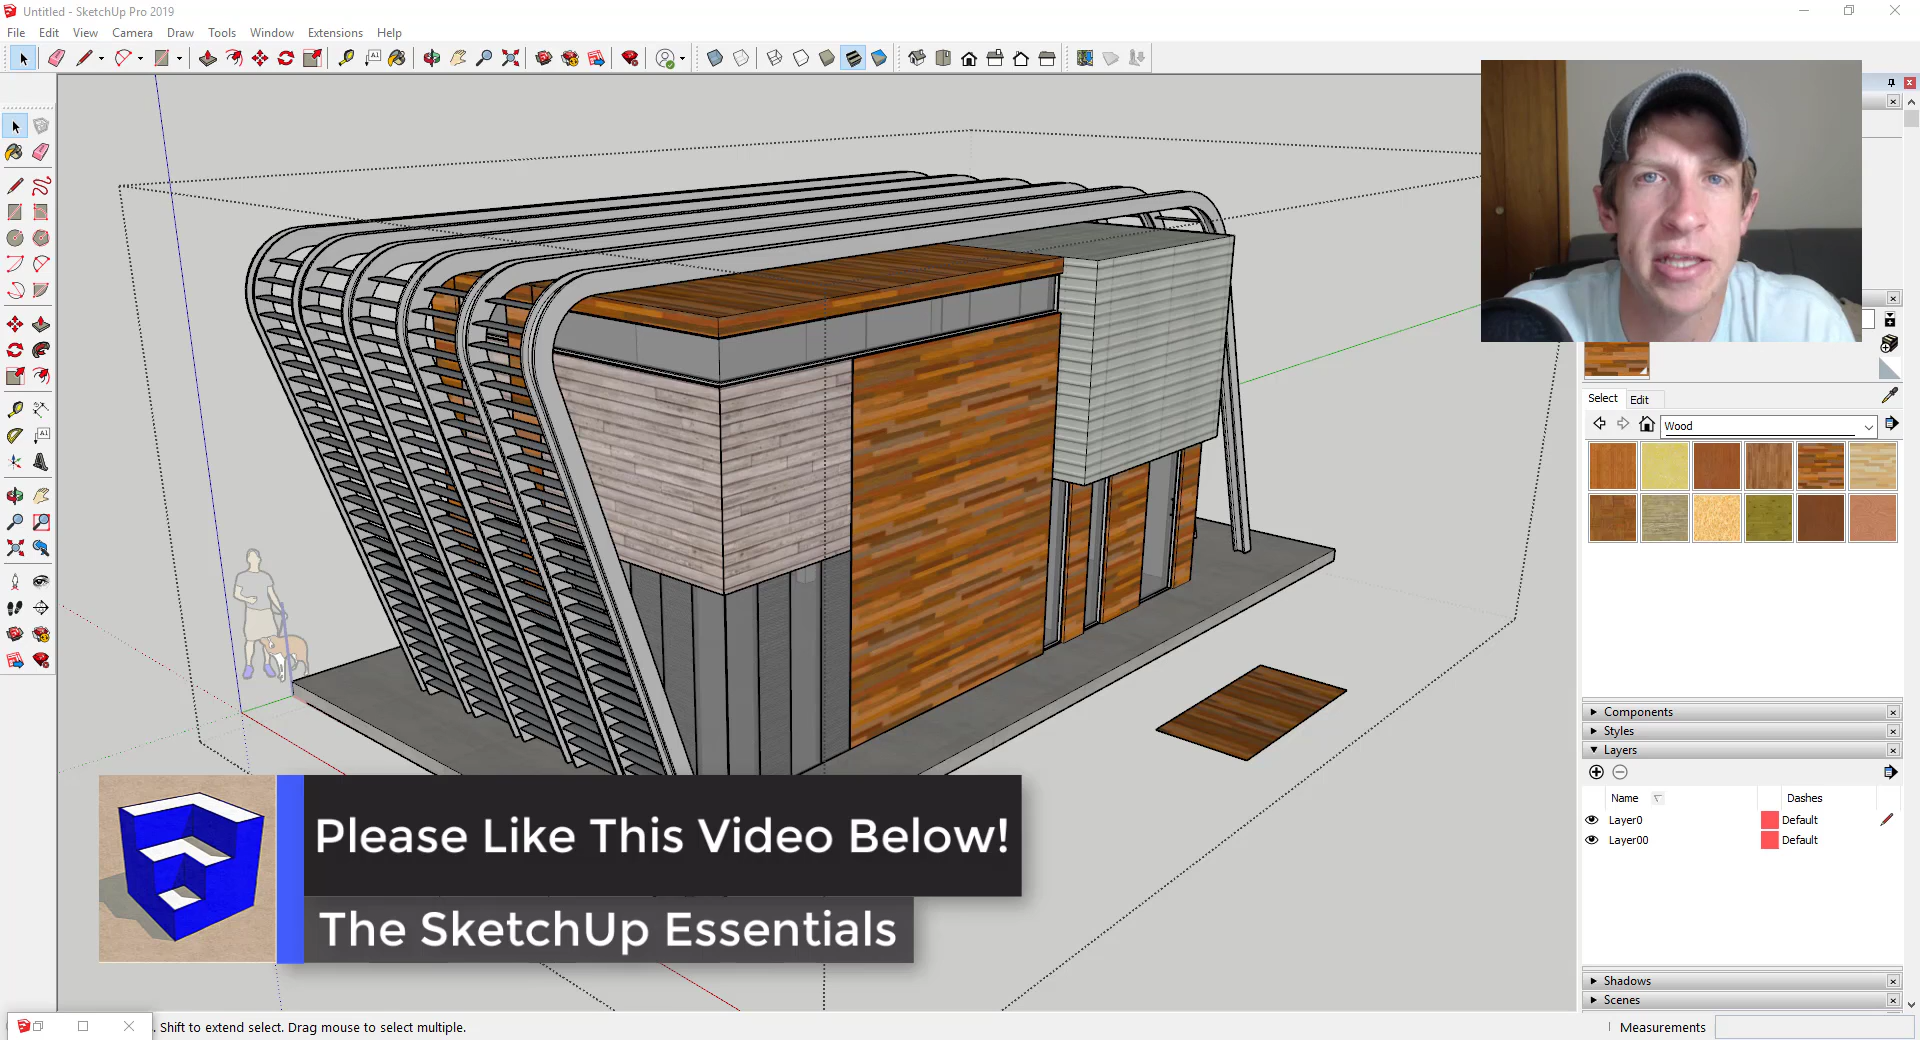 Untitled - SketchUp Pro 2019
File Edit View Camera Draw Tools Window Extensions Help
Select Edit
Wood
Components
Styles
Layers
Name Dashes
Layer0 Default
Layer00 Default
Please Like This Video Below!
The SketchUp Essentials
Shadows
Scenes
. Shift to extend select. Drag mouse to select multiple.
Measurements